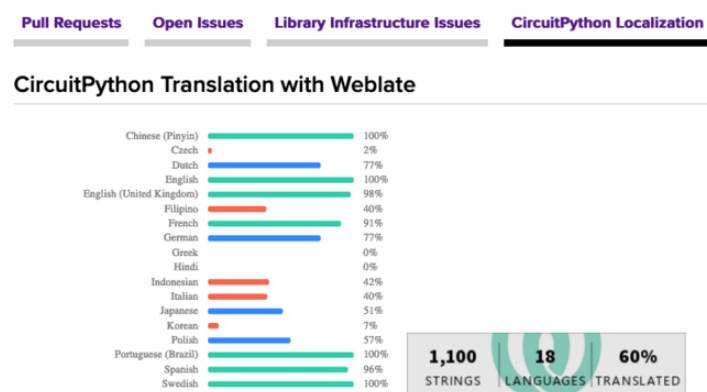 Pull Requests Open Issues Library Infrastructure Issues CircuitPython Localization
CircuitPython Translation with Weblate
Chinese (Pinyin) 100%
Czech 2%
Dutch 77%
English 100%
English (United Kingdom) 98%
Filipino 40%
French 91%
German 77%
Greek 0%
Hindi 0%
Indonesian 42%
Italian 40%
Japanese 51%
Korean 7%
Polish 57%
Portuguese (Brazil) 100%
Spanish 96%
Swedish 100%
1,100 18 60%
STRINGS LANGUAGES TRANSLATED